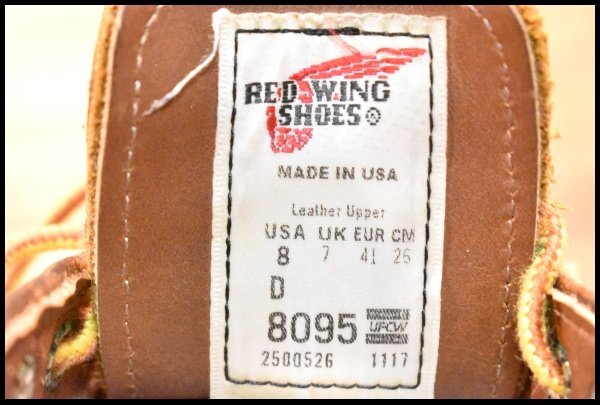 RED WING
SHOES®
MADE IN USA
Leather Upper
USA UK EUR CM
8 7 41 26
D
8095 UFCW
2500526 1117